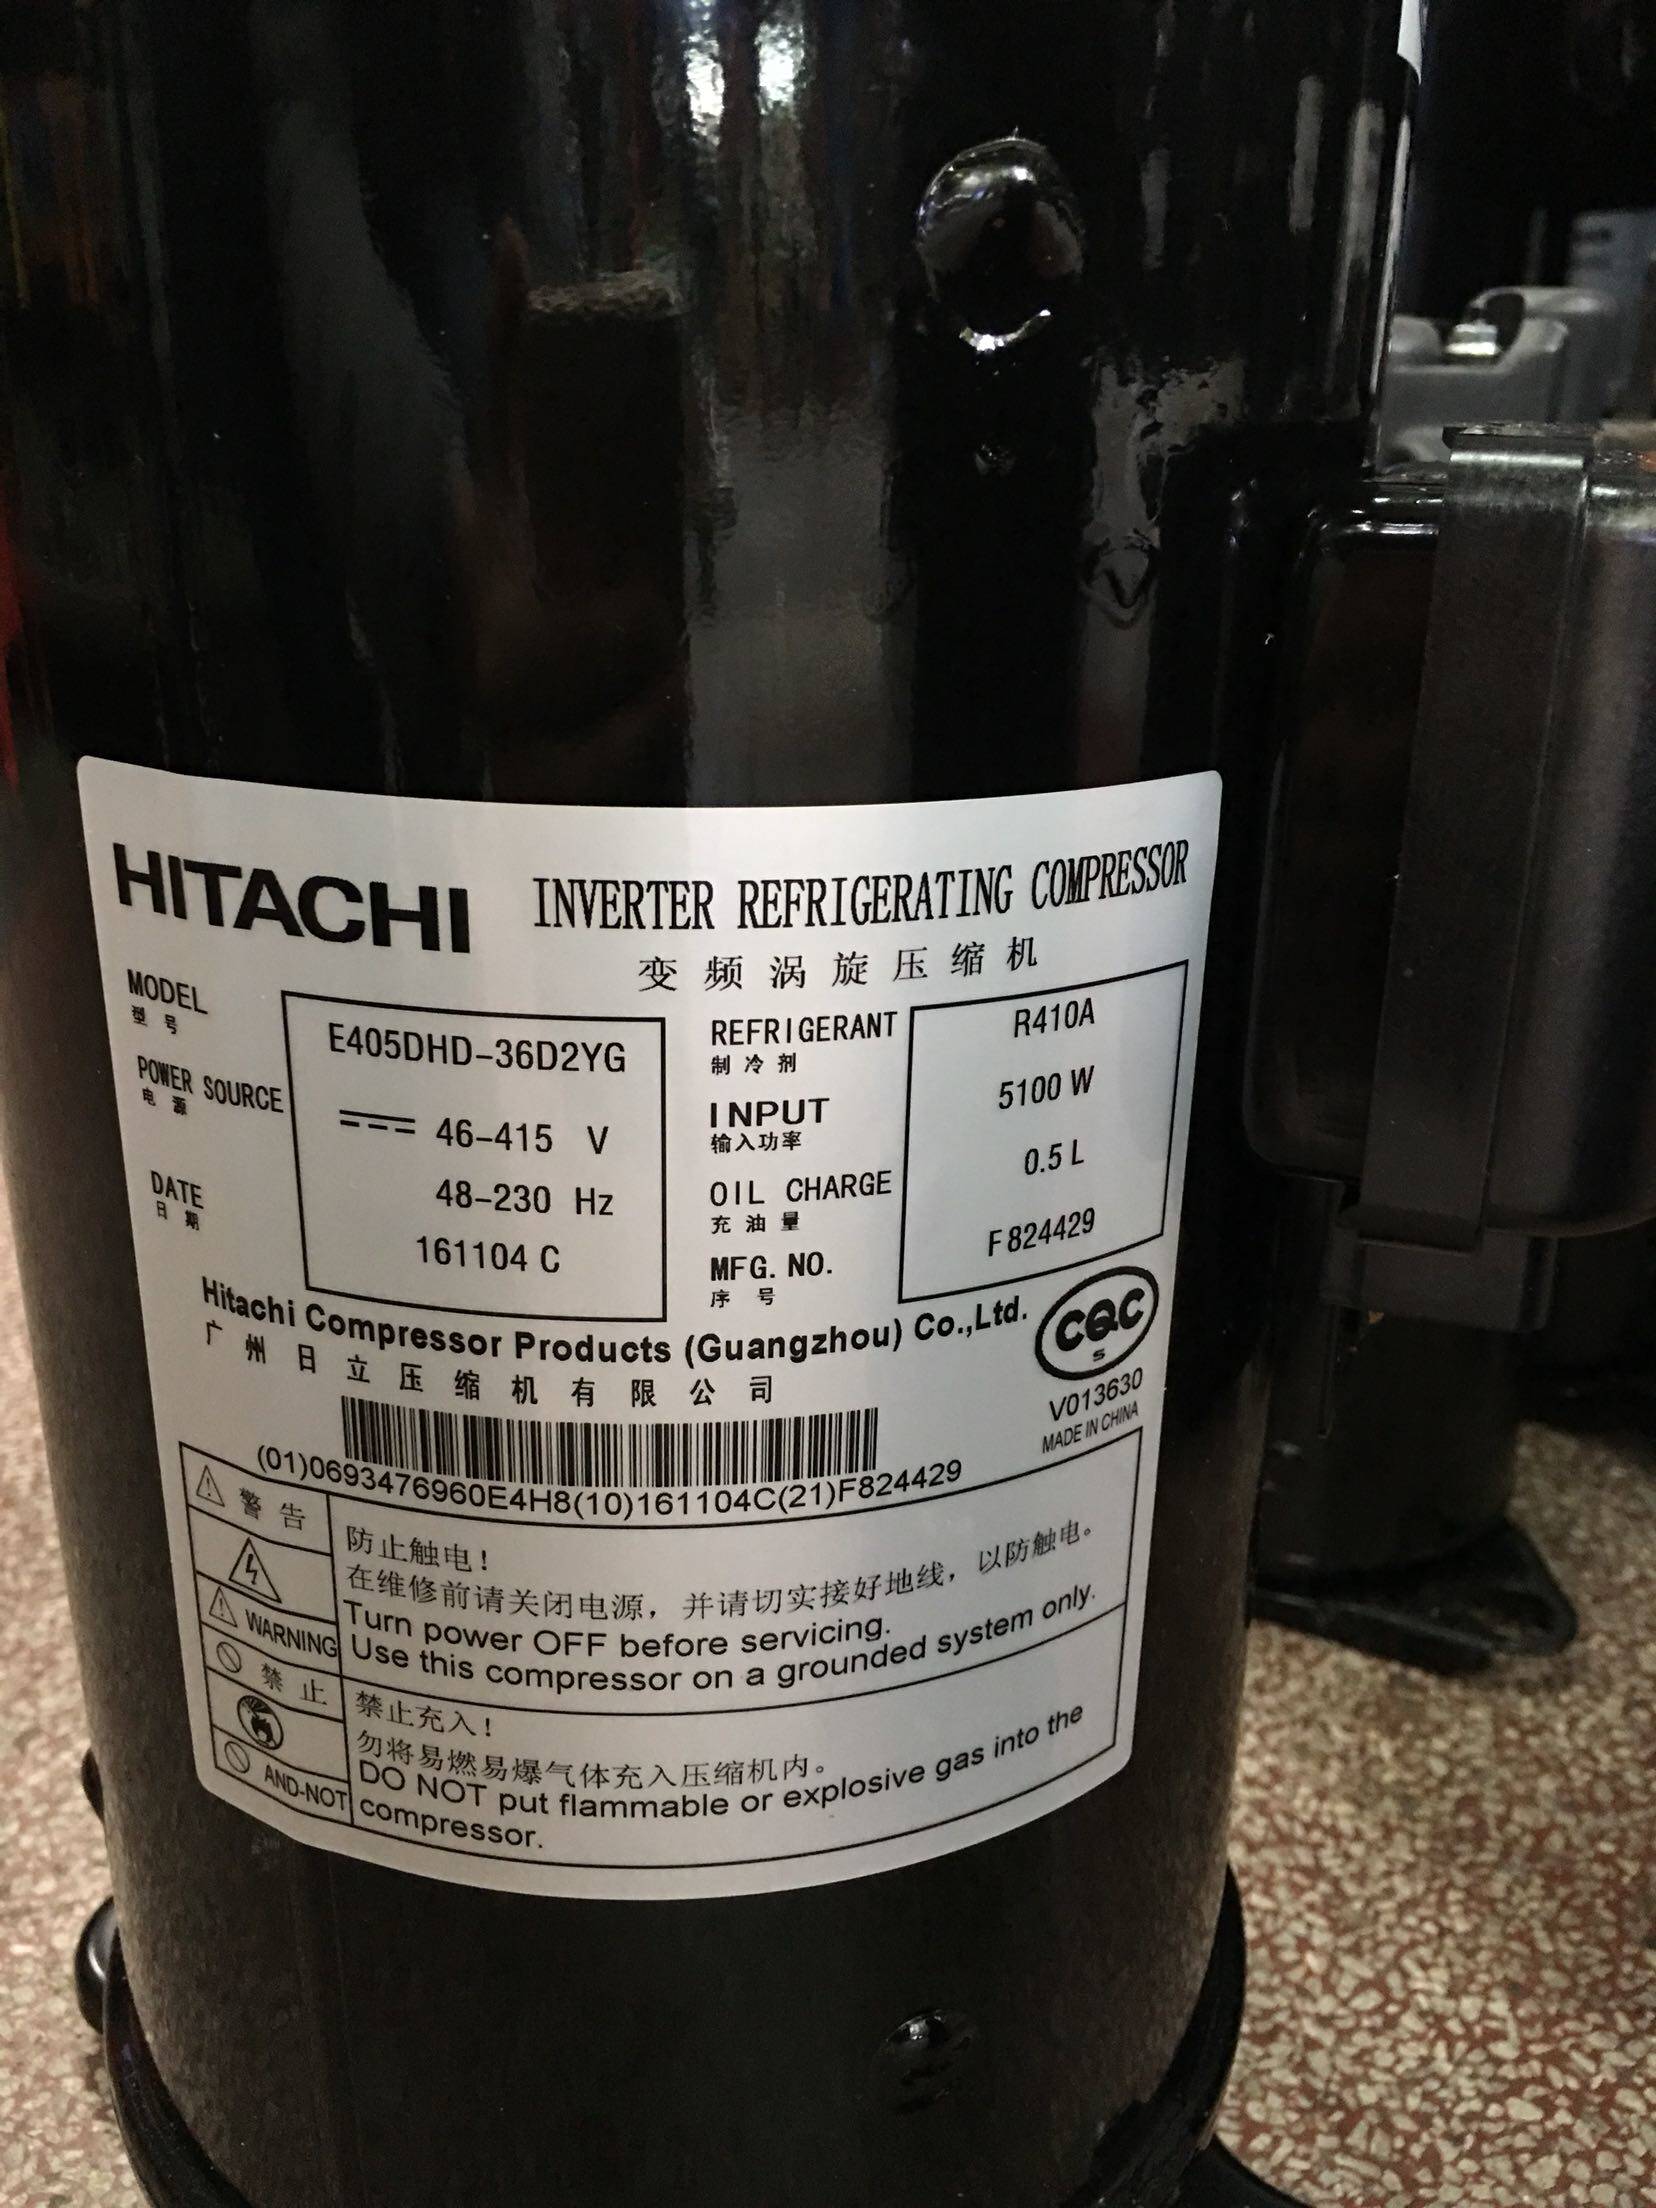 HITACHI INVERTER REFRIGERATING COMPRESSOR
变频涡旋压缩机
MODEL
型号
E405DHD-36D2YG
POWER SOURCE
电源
46-415 V
48-230 Hz
DATE
日期
161104 C
REFRIGERANT
制冷剂
R410A
INPUT
输入功率
5100 W
OIL CHARGE
充油量
0.5 L
MFG. NO.
序号
F824429
Hitachi Compressor Products (Guangzhou) Co.,Ltd.
广州日立压缩机有限公司
CQC
S
V013630
MADE IN CHINA
(01)0693476960E4H8(10)161104C(21)F824429
警告
WARNING
防止触电!
在维修前请关闭电源，并请切实接好地线，以防触电。
Turn power OFF before servicing.
Use this compressor on a grounded system only.
禁止
AND-NOT
禁止充入!
勿将易燃易爆气体充入压缩机内。
DO NOT put flammable or explosive gas into the
compressor.